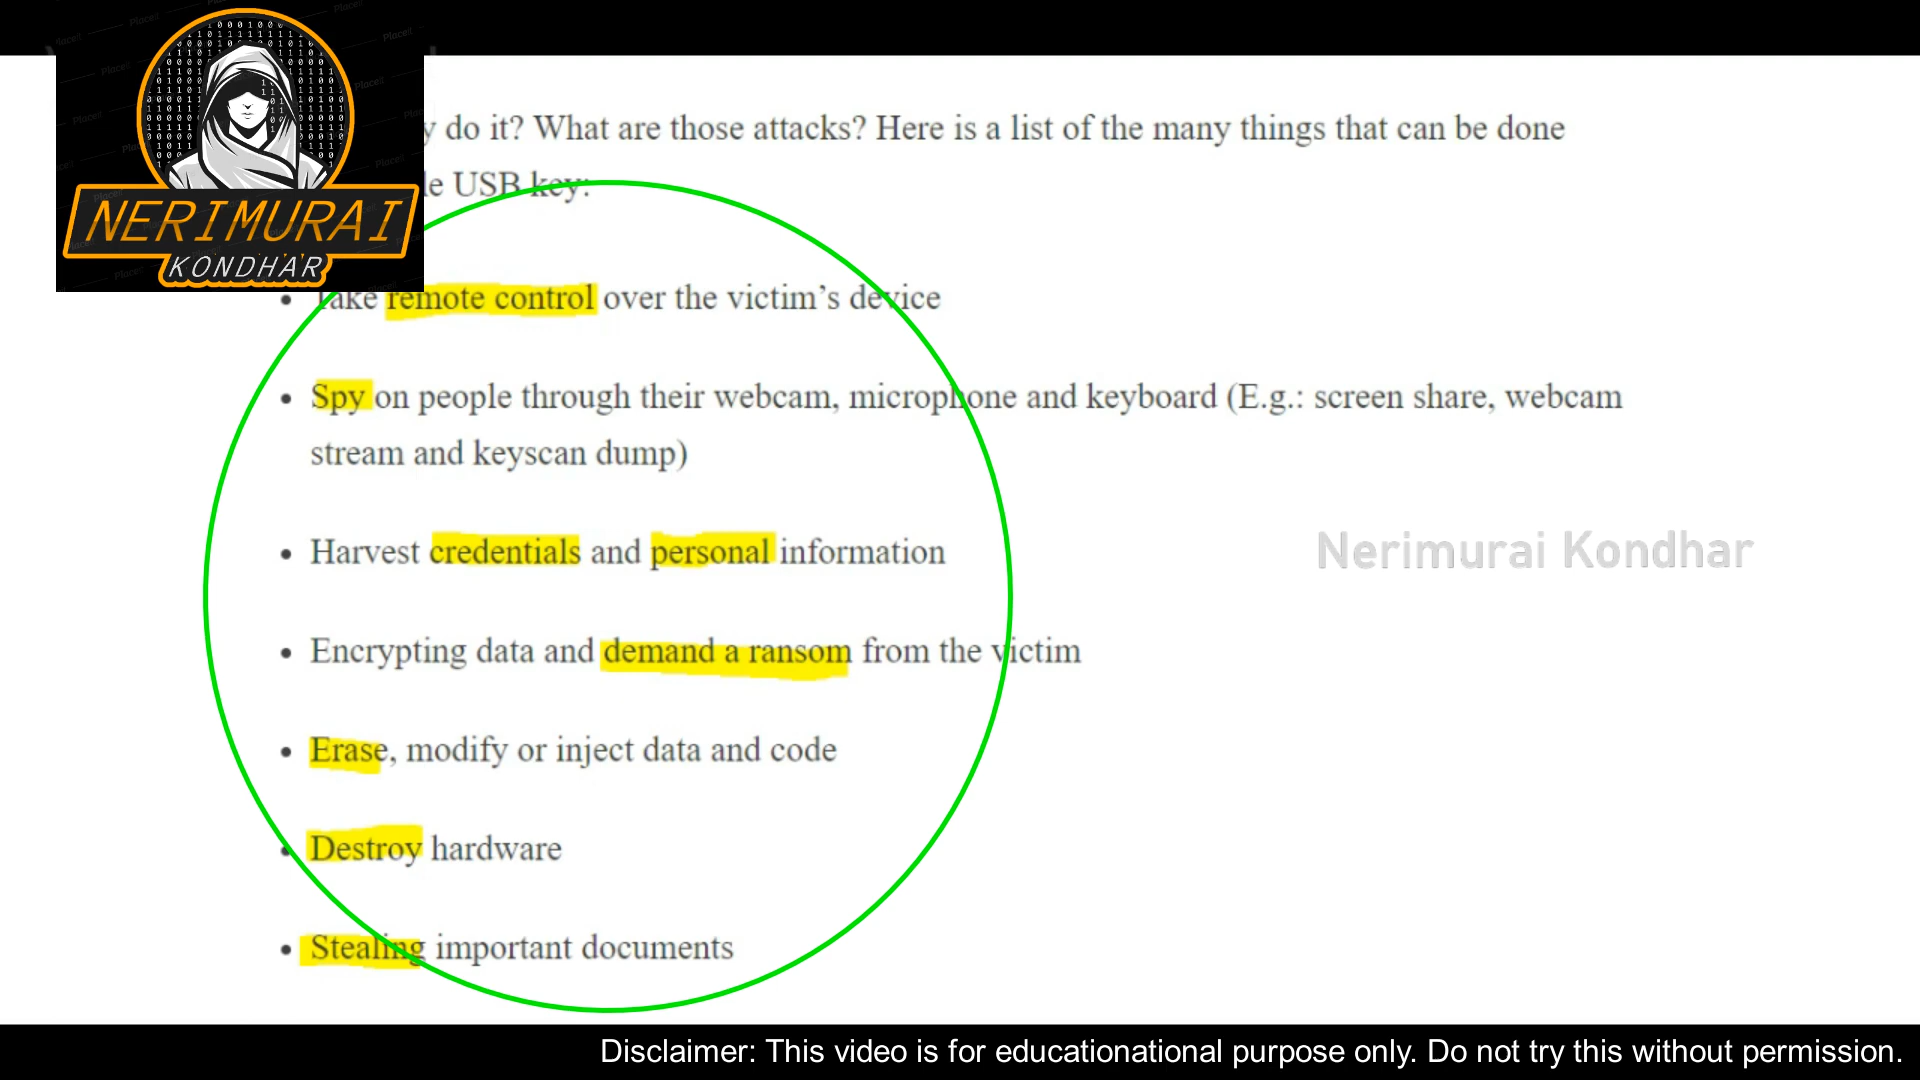 NERIMURAI
KONDHAR
do it? What are those attacks? Here is a list of the many things that can be done
USB key:
• Take remote control over the victim’s device
• Spy on people through their webcam, microphone and keyboard (E.g.: screen share, webcam
stream and keyscan dump)
• Harvest credentials and personal information
Nerimurai Kondhar
• Encrypting data and demand a ransom from the victim
• Erase, modify or inject data and code
• Destroy hardware
• Stealing important documents
Disclaimer: This video is for educationational purpose only. Do not try this without permission.